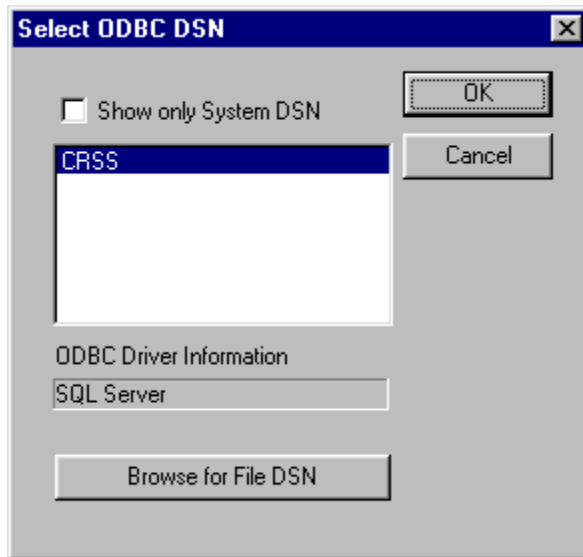 Select ODBC DSN
Show only System DSN
OK
Cancel
CRSS
ODBC Driver Information
SQL Server
Browse for File DSN